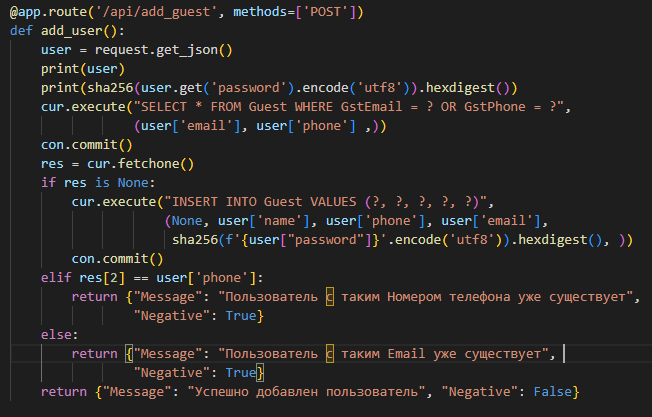 @app.route('/api/add_guest', methods=['POST'])
def add_user():
    user = request.get_json()
    print(user)
    print(sha256(user.get('password').encode('utf8')).hexdigest())
    cur.execute("SELECT * FROM Guest WHERE GstEmail = ? OR GstPhone = ?",
                (user['email'], user['phone'] ,))
    con.commit()
    res = cur.fetchone()
    if res is None:
        cur.execute("INSERT INTO Guest VALUES (?, ?, ?, ?, ?)",
                    (None, user['name'], user['phone'], user['email'],
                     sha256(f'{user["password"]}'.encode('utf8')).hexdigest(), ))
        con.commit()
    elif res[2] == user['phone']:
        return {"Message": "Пользователь с таким Номером телефона уже существует",
                "Negative": True}
    else:
        return {"Message": "Пользователь с таким Email уже существует",
                "Negative": True}
    return {"Message": "Успешно добавлен пользователь", "Negative": False}